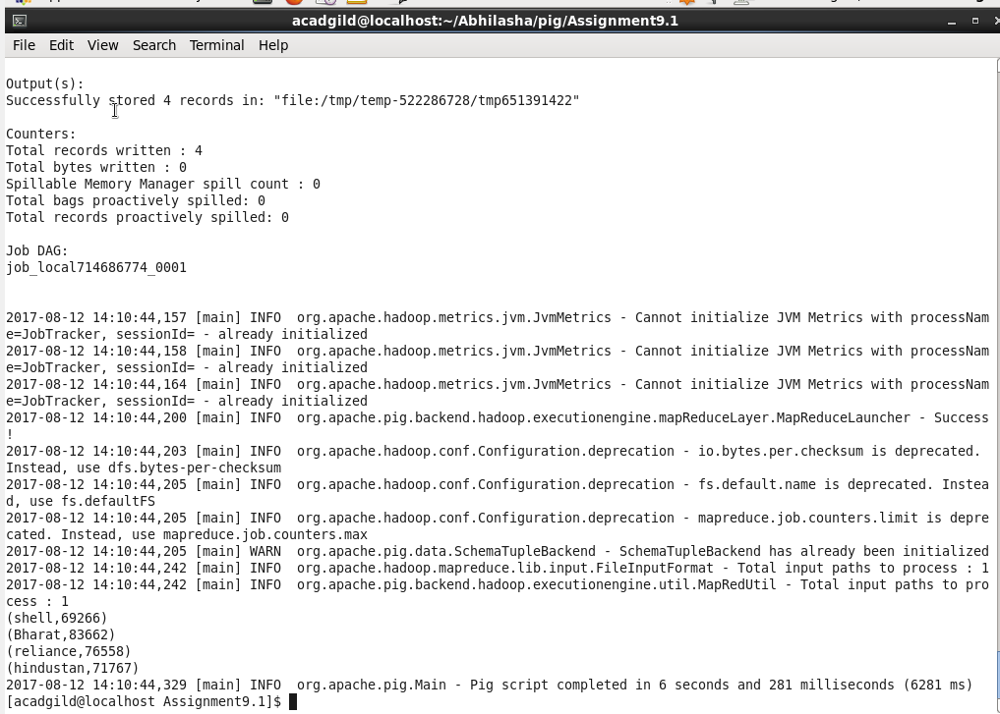 acadgild@localhost:~/Abhilasha/pig/Assignment9.1
File Edit View Search Terminal Help
Output(s):
Successfully stored 4 records in: "file:/tmp/temp-522286728/tmp651391422"
Counters:
Total records written : 4
Total bytes written : 0
Spillable Memory Manager spill count : 0
Total bags proactively spilled: 0
Total records proactively spilled: 0
Job DAG:
job_local714686774_0001
2017-08-12 14:10:44,157 [main] INFO  org.apache.hadoop.metrics.jvm.JvmMetrics - Cannot initialize JVM Metrics with processNam
e=JobTracker, sessionId= - already initialized
2017-08-12 14:10:44,158 [main] INFO  org.apache.hadoop.metrics.jvm.JvmMetrics - Cannot initialize JVM Metrics with processNam
e=JobTracker, sessionId= - already initialized
2017-08-12 14:10:44,164 [main] INFO  org.apache.hadoop.metrics.jvm.JvmMetrics - Cannot initialize JVM Metrics with processNam
e=JobTracker, sessionId= - already initialized
2017-08-12 14:10:44,200 [main] INFO  org.apache.pig.backend.hadoop.executionengine.mapReduceLayer.MapReduceLauncher - Success
!
2017-08-12 14:10:44,203 [main] INFO  org.apache.hadoop.conf.Configuration.deprecation - io.bytes.per.checksum is deprecated.
Instead, use dfs.bytes-per-checksum
2017-08-12 14:10:44,205 [main] INFO  org.apache.hadoop.conf.Configuration.deprecation - fs.default.name is deprecated. Instea
d, use fs.defaultFS
2017-08-12 14:10:44,205 [main] INFO  org.apache.hadoop.conf.Configuration.deprecation - mapreduce.job.counters.limit is depre
cated. Instead, use mapreduce.job.counters.max
2017-08-12 14:10:44,205 [main] WARN  org.apache.pig.data.SchemaTupleBackend - SchemaTupleBackend has already been initialized
2017-08-12 14:10:44,242 [main] INFO  org.apache.hadoop.mapreduce.lib.input.FileInputFormat - Total input paths to process : 1
2017-08-12 14:10:44,242 [main] INFO  org.apache.pig.backend.hadoop.executionengine.util.MapRedUtil - Total input paths to pro
cess : 1
(shell,69266)
(Bharat,83662)
(reliance,76558)
(hindustan,71767)
2017-08-12 14:10:44,329 [main] INFO  org.apache.pig.Main - Pig script completed in 6 seconds and 281 milliseconds (6281 ms)
[acadgild@localhost Assignment9.1]$